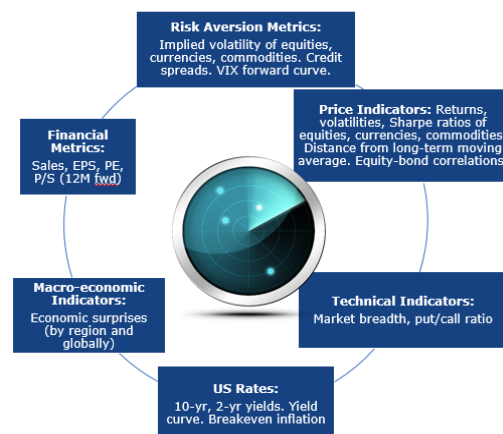 Risk Aversion Metrics:
Implied volatility of equities,
currencies, commodities. Credit
spreads. VIX forward curve.
Price Indicators: Returns,
volatilities, Sharpe ratios of
equities, currencies, commodities
Distance from long-term moving
average. Equity-bond correlations
Financial
Metrics:
Sales, EPS, PE,
P/S (12M fwd)
Macro-economic
Indicators:
Economic surprises
(by region and
globally)
Technical Indicators:
Market breadth, put/call ratio
US Rates:
10-yr, 2-yr yields. Yield
curve. Breakeven inflation